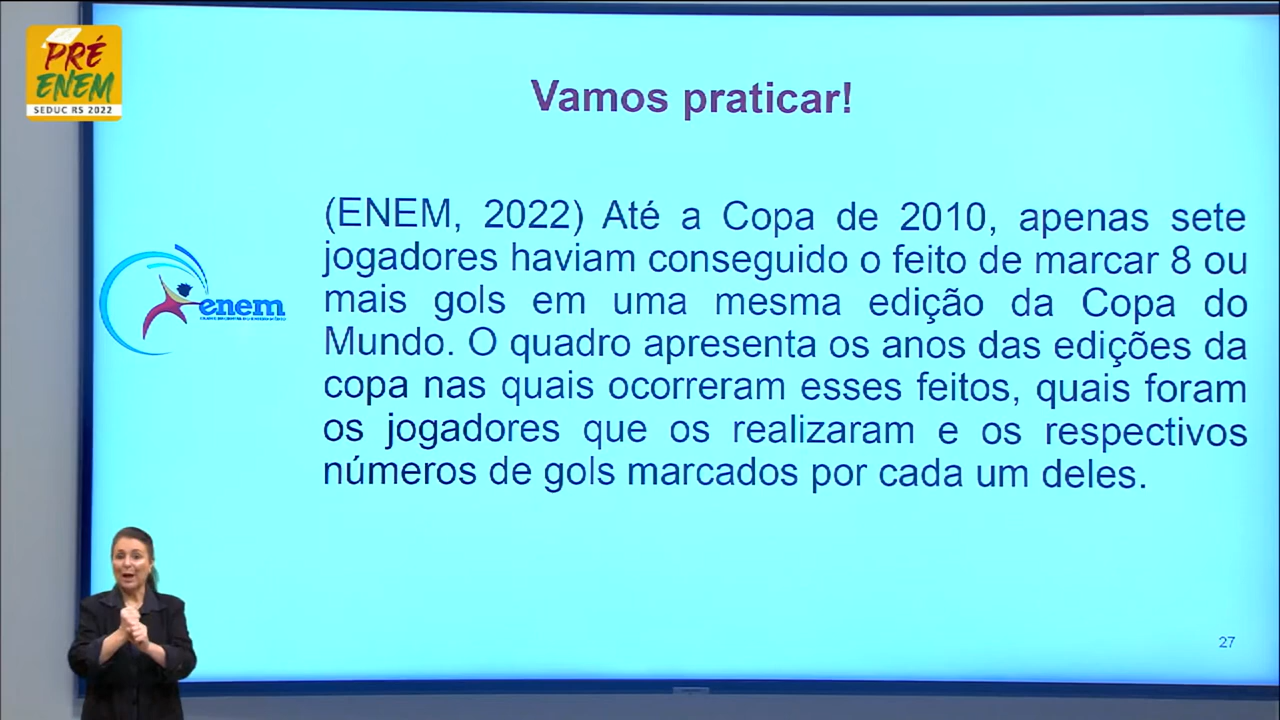 PRÉ
ENEM
SEDUC RS 2022
Vamos praticar!
(ENEM, 2022) Até a Copa de 2010, apenas sete
jogadores haviam conseguido o feito de marcar 8 ou
mais gols em uma mesma edição da Copa do
Mundo. O quadro apresenta os anos das edições da
copa nas quais ocorreram esses feitos, quais foram
os jogadores que os realizaram e os respectivos
números de gols marcados por cada um deles.
enem
27